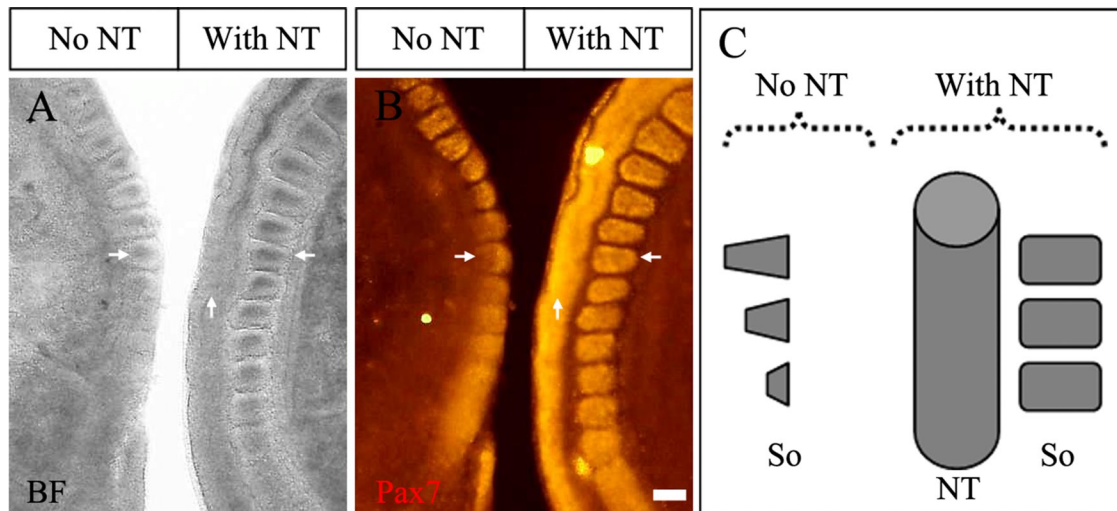 No NT With NT No NT With NT
A B C
No NT With NT
BF Pax7
So So
NT